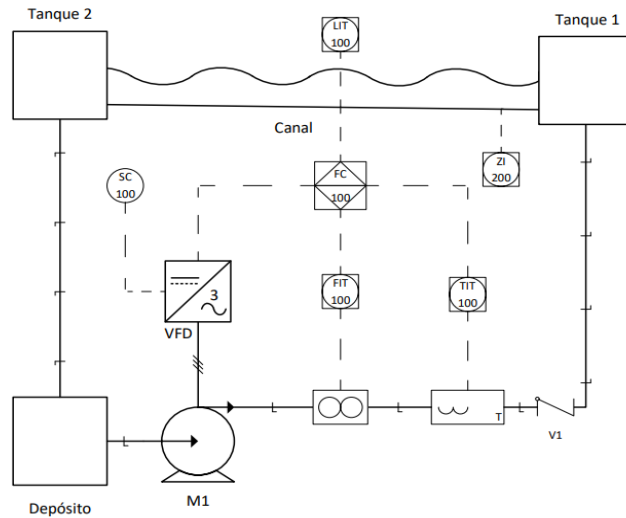 Tanque 2
Tanque 1
LIT
100
Canal
SC
100
FC
100
ZI
200
FIT
100
TIT
100
3
VFD
T
V1
M1
Depósito